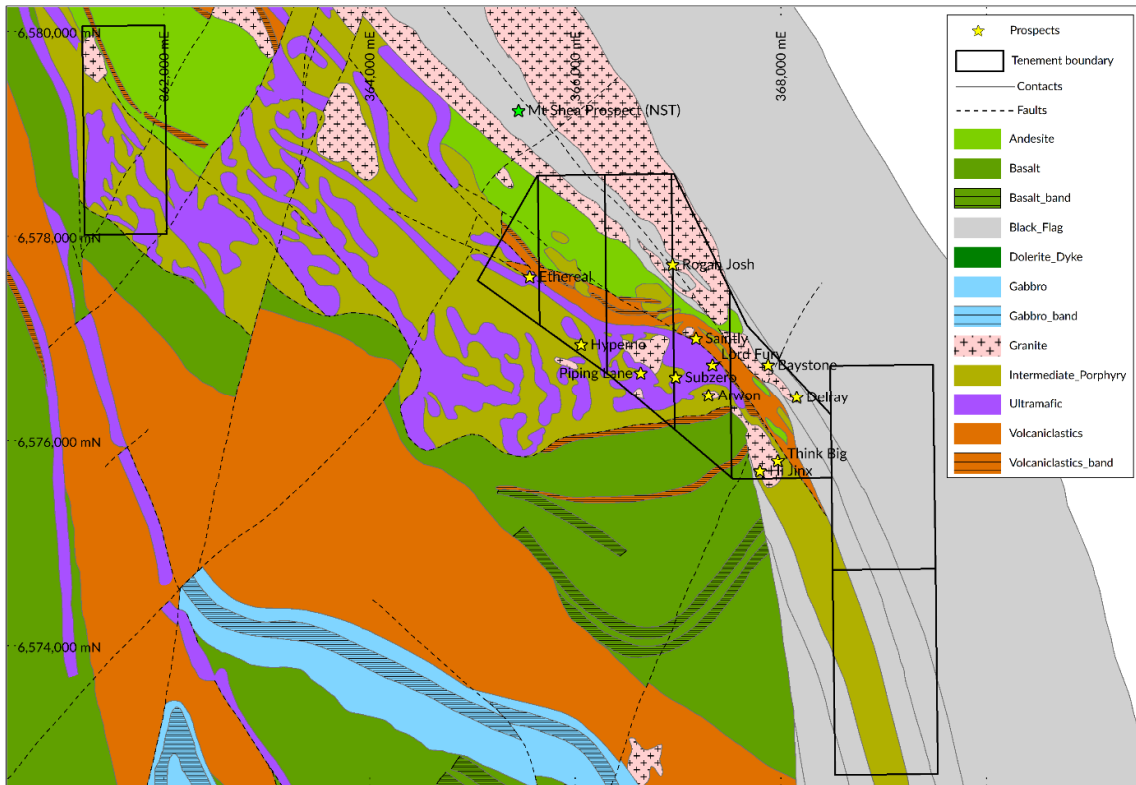 6,580,000 mN
6,578,000 mN
6,576,000 mN
6,574,000 mN
362,000 mE
364,000 mE
366,000 mE
368,000 mE
Mt Shea Prospect (NST)
Rogan Josh
Ethereal
Saintly
Hyperno
Lord Fury
Baystone
Piping Lane
Subzero
Arwon
Delray
Think Big
Hi Jinx
Prospects
Tenement boundary
Contacts
Faults
Andesite
Basalt
Basalt_band
Black_Flag
Dolerite_Dyke
Gabbro
Gabbro_band
Granite
Intermediate_Porphyry
Ultramafic
Volcaniclastics
Volcaniclastics_band